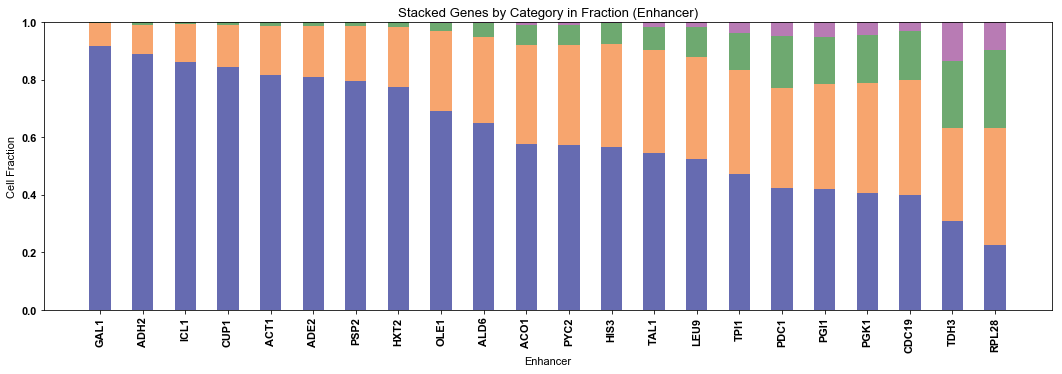 Stacked Genes by Category in Fraction (Enhancer)
Cell Fraction
1.0
0.8
0.6
0.4
0.2
0.0
GAL1
ADH2
ICL1
CUP1
ACT1
ADE2
PSP2
HXT2
OLE1
ALD6
ACO1
PYC2
HIS3
TAL1
LEU9
TPI1
PDC1
PGI1
PGK1
CDC19
TDH3
RPL28
Enhancer